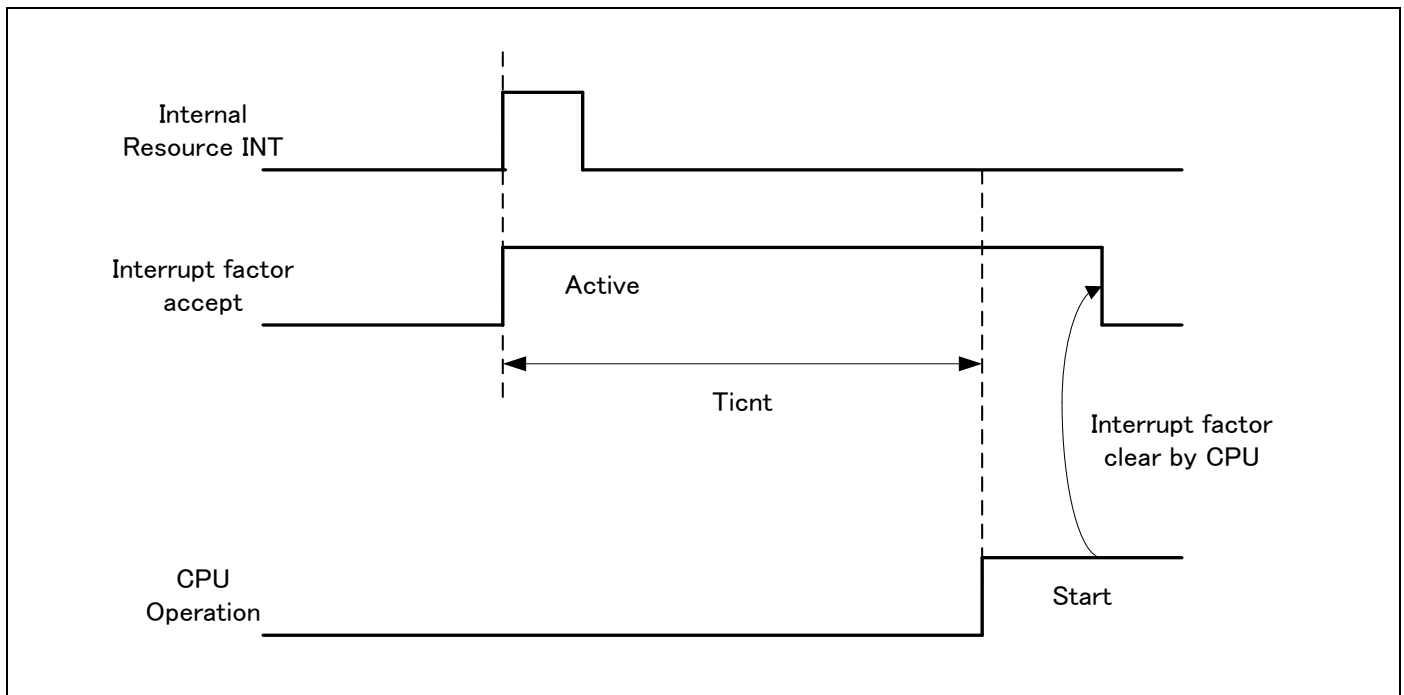 Internal
Resource INT
Interrupt factor
accept
Active
Ticnt
Interrupt factor
clear by CPU
CPU
Operation
Start